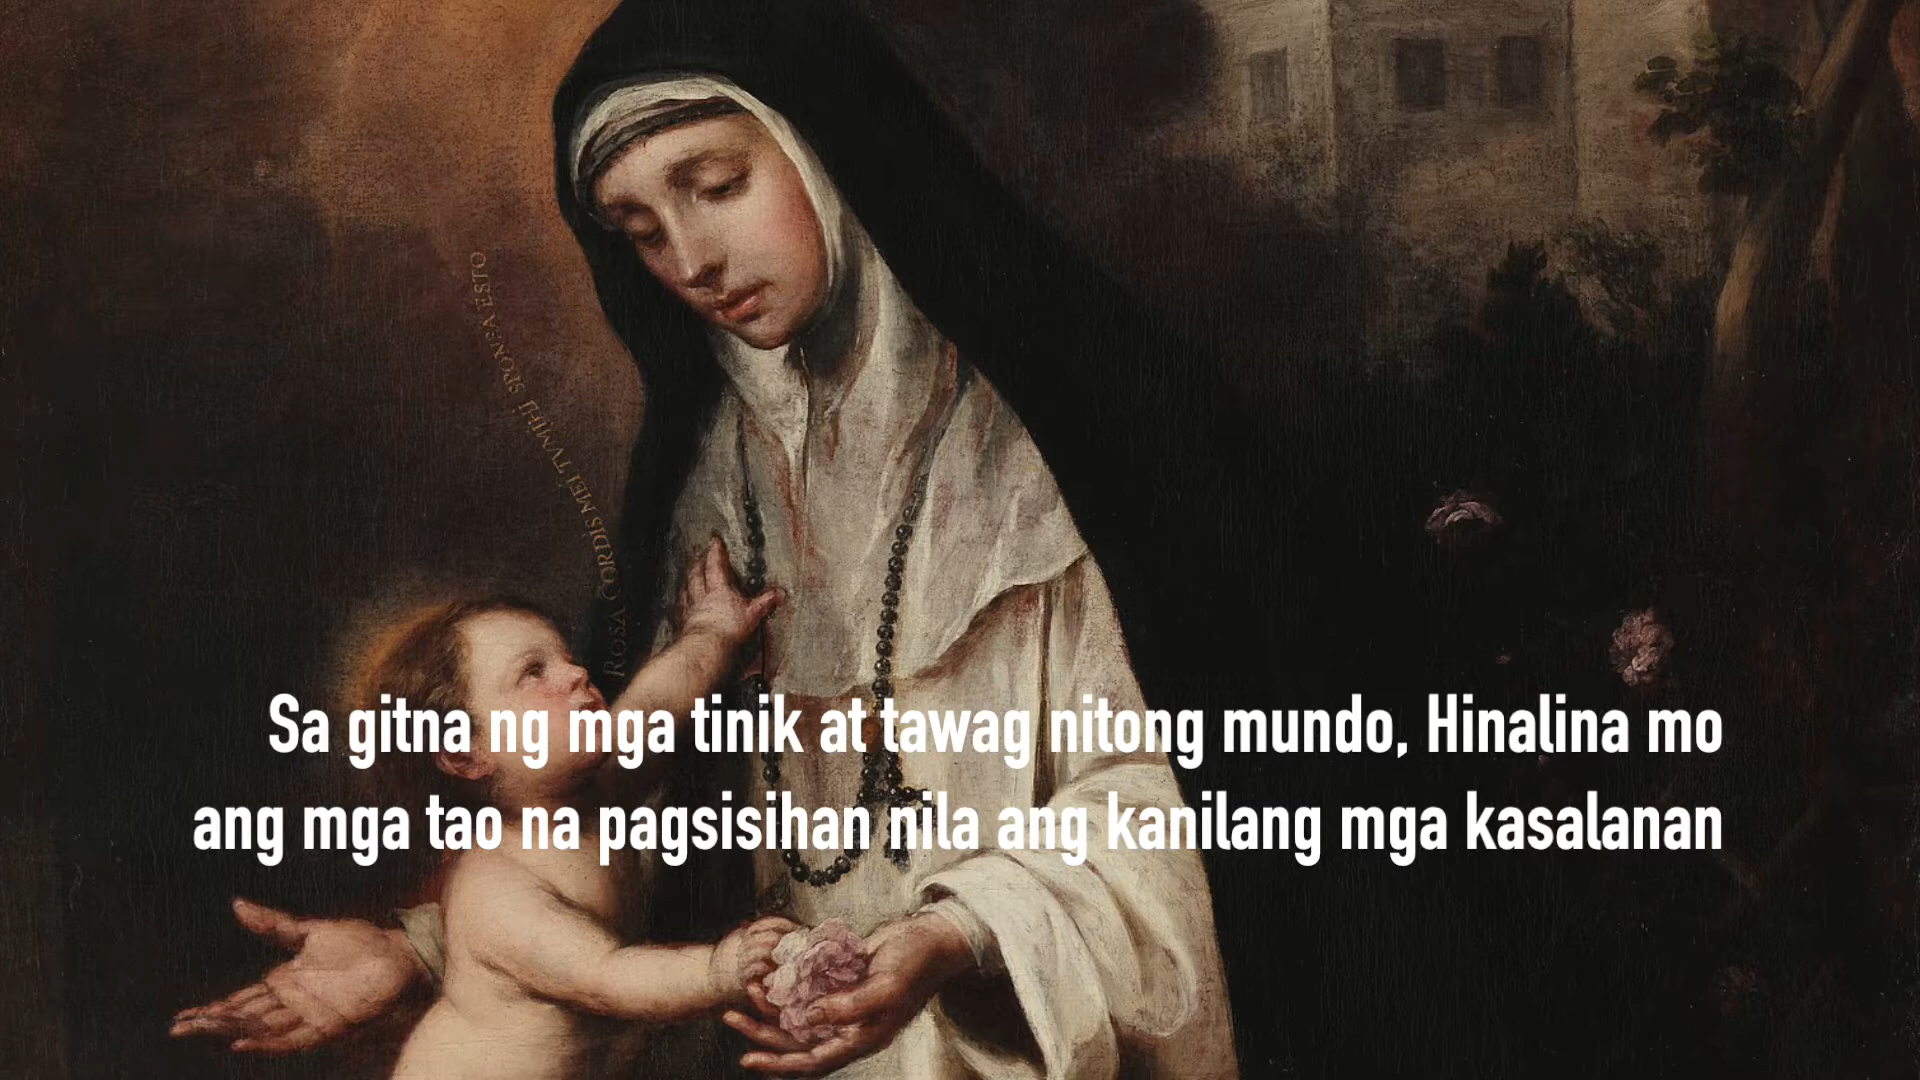 ROSA CORDIS MEI TV MIHI SPONSA ESTO
Sa gitna ng mga tinik at tawag nitong mundo, Hinalina mo
ang mga tao na pagsisihan nila ang kanilang mga kasalanan